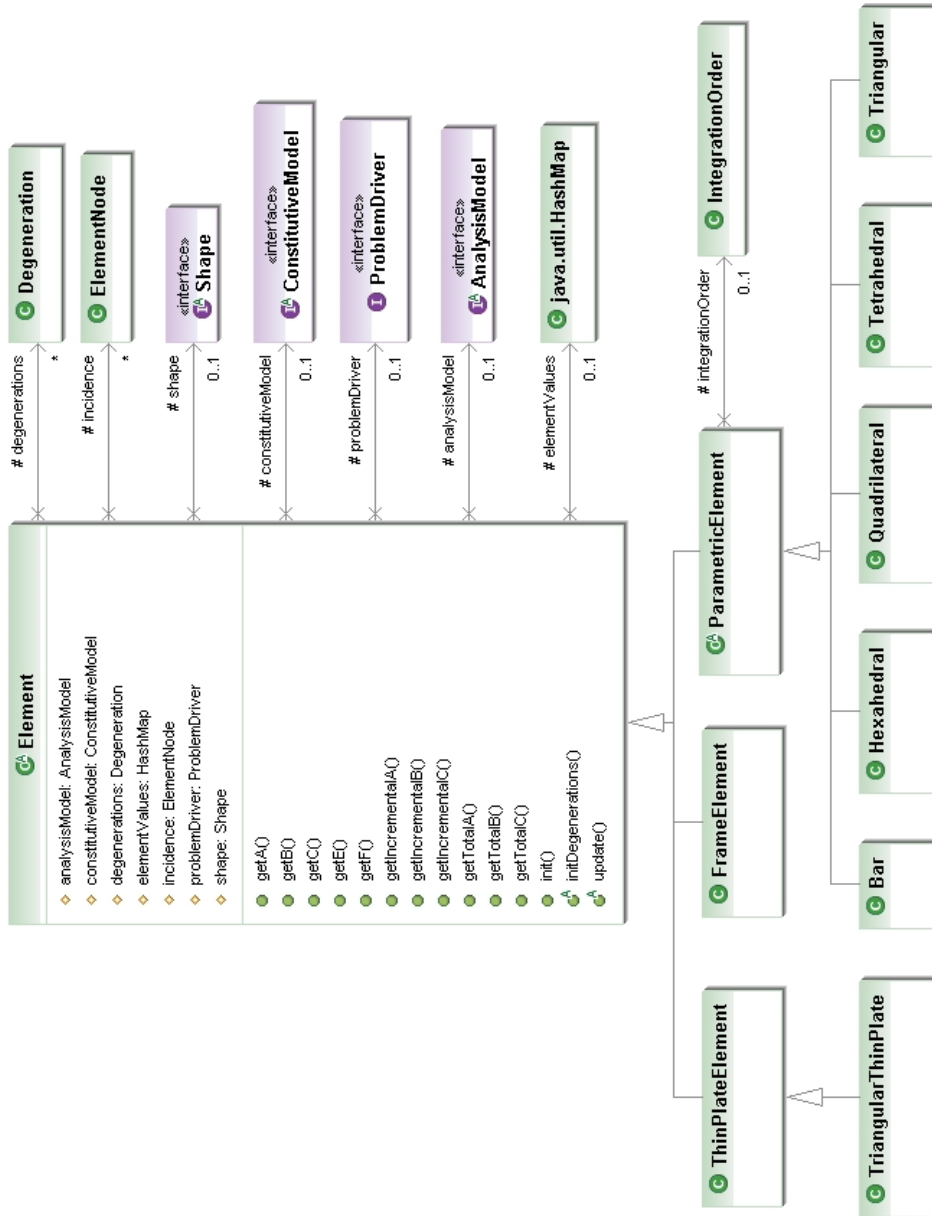 Element
analysisModel: AnalysisModel
constitutiveModel: ConstitutiveModel
degenerations: Degeneration
elementValues: HashMap
incidence: ElementNode
problemDriver: ProblemDriver
shape: Shape
getA()
getB()
getC()
getE()
getF()
getIncrementalA()
getIncrementalB()
getIncrementalC()
getTotalA()
getTotalB()
getTotalC()
init()
initDegenerations()
update()
# degenerations
*
Degeneration
# incidence
*
ElementNode
# shape
0..1
«interface»
Shape
# constitutiveModel
0..1
«interface»
ConstitutiveModel
# problemDriver
0..1
«interface»
ProblemDriver
# analysisModel
0..1
«interface»
AnalysisModel
# elementValues
0..1
java.util.HashMap
ThinPlateElement
FrameElement
ParametricElement
# integrationOrder
0..1
IntegrationOrder
TriangularThinPlate
Bar
Hexahedral
Quadrilateral
Tetrahedral
Triangular